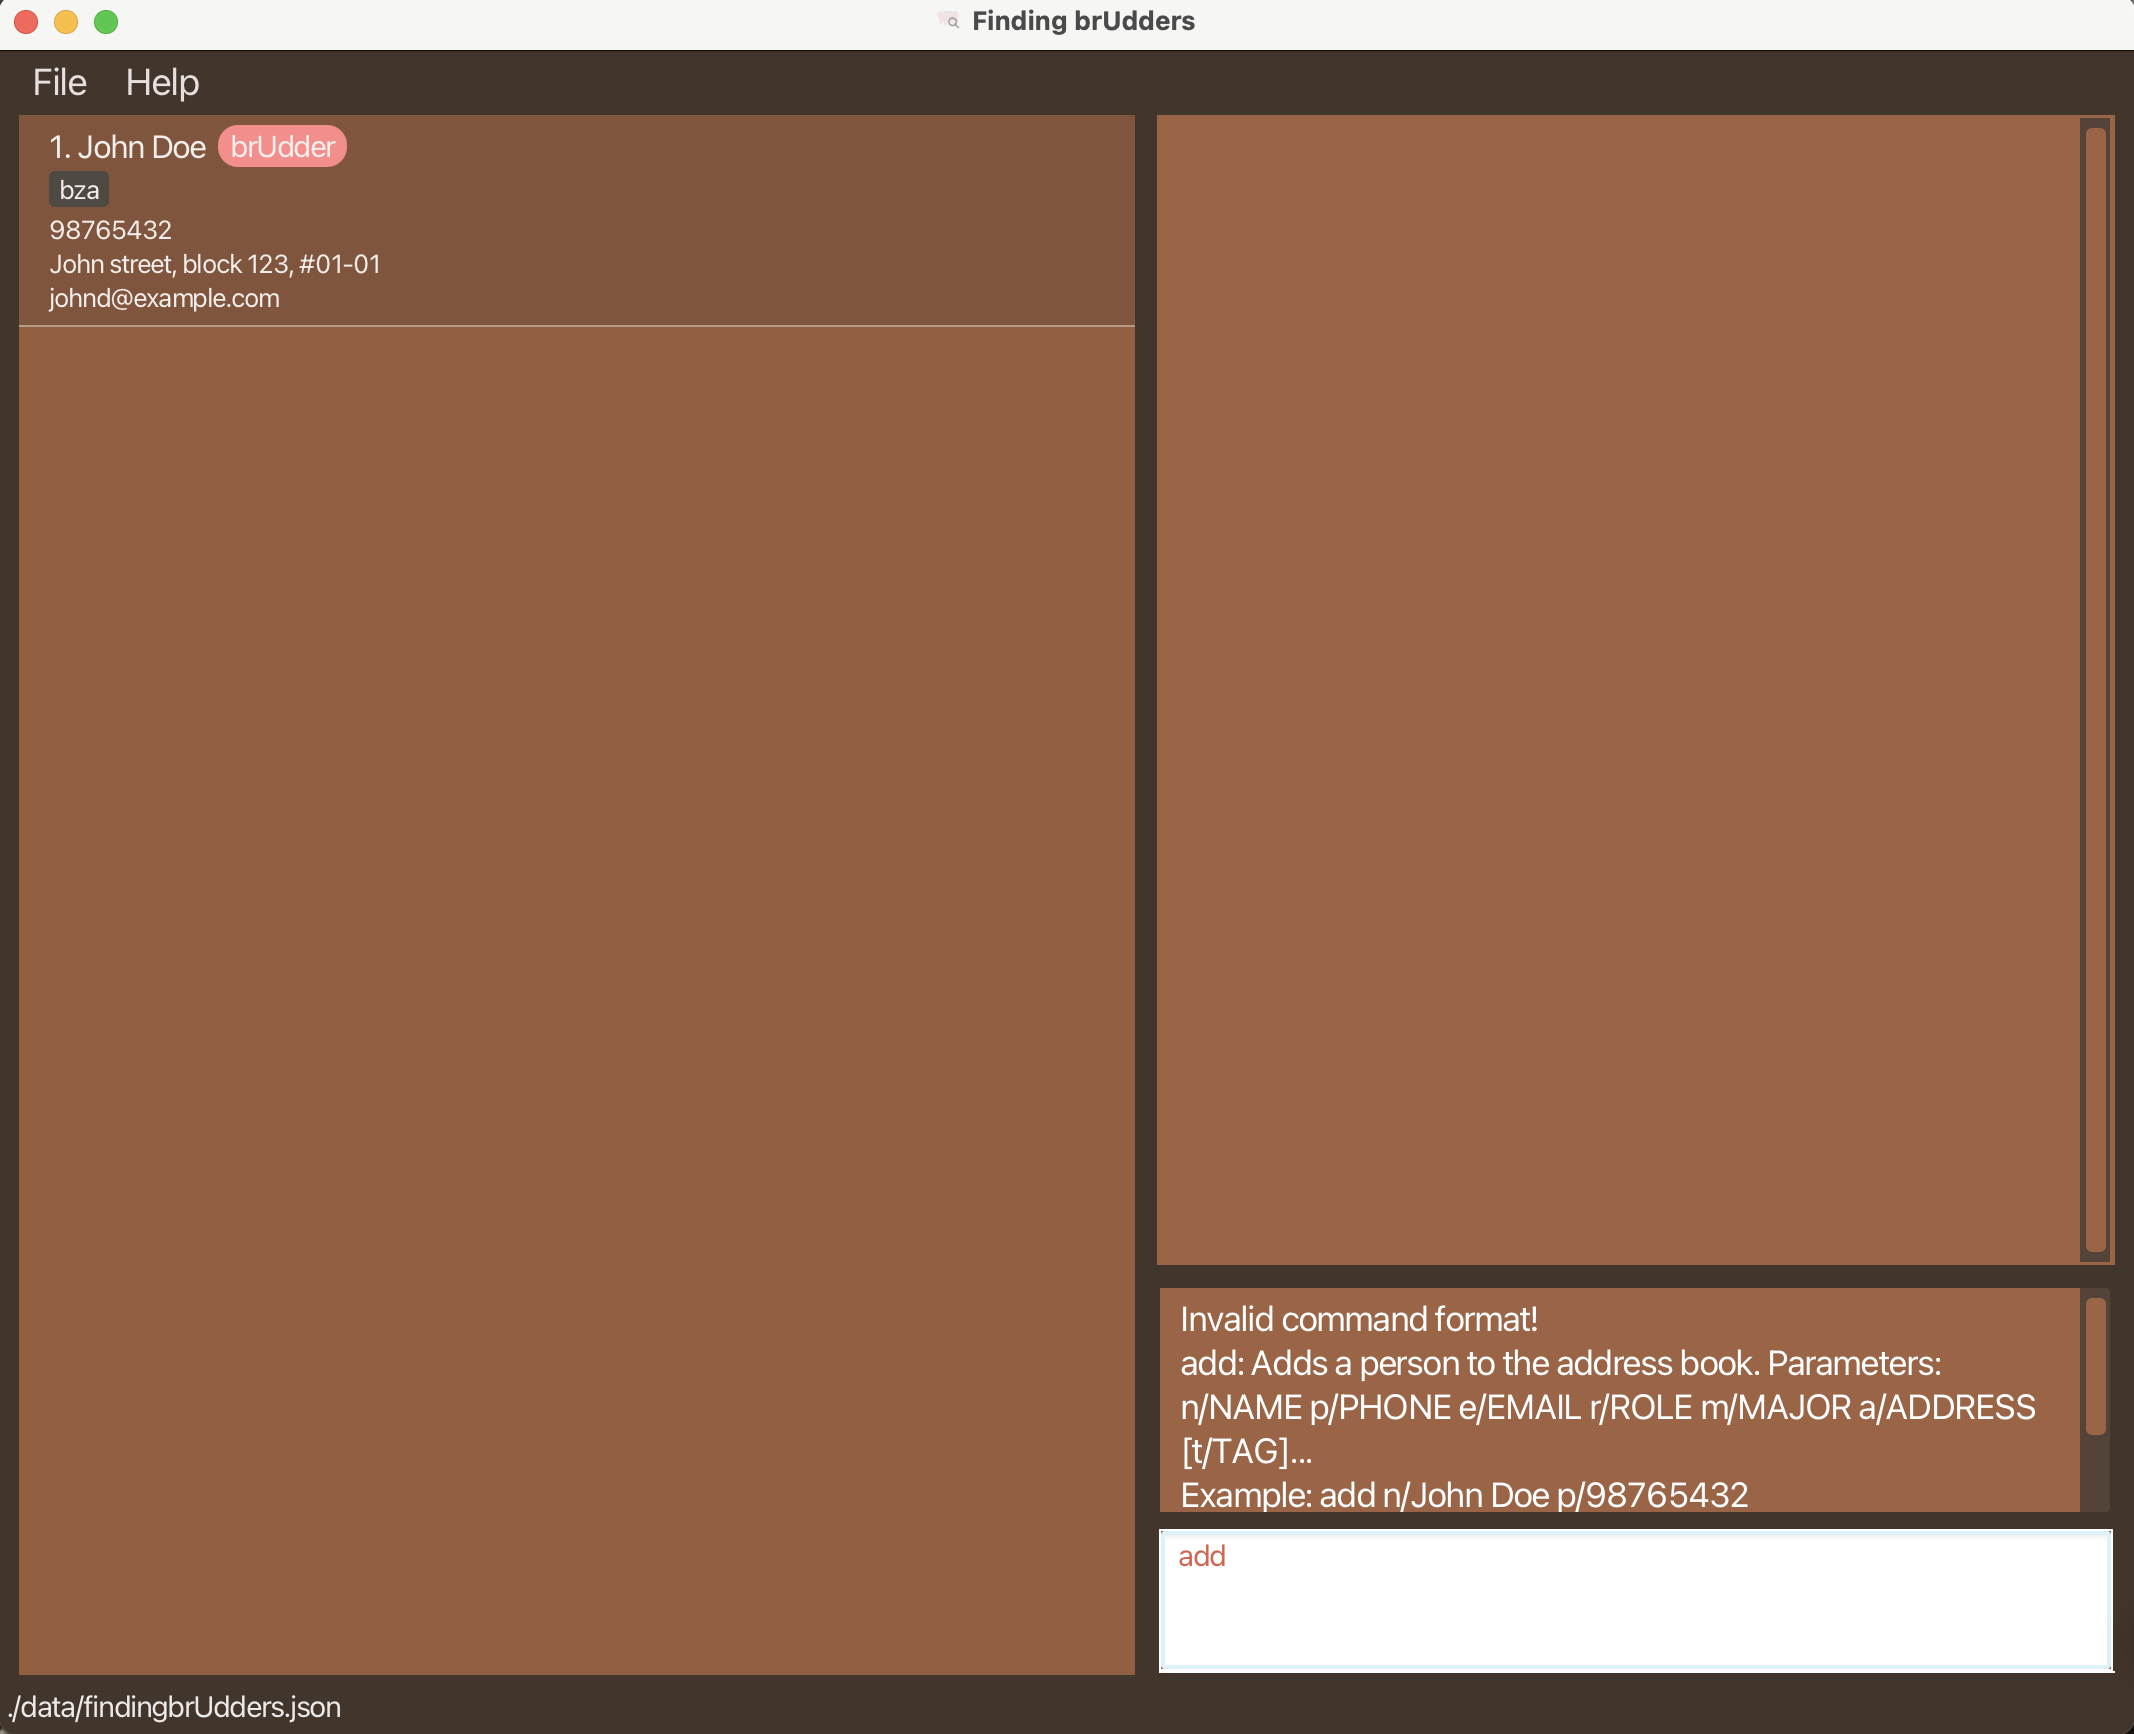 Finding brUdders
File Help
1. John Doe brUdder
bza
98765432
John street, block 123, #01-01
johnd@example.com
Invalid command format!
add: Adds a person to the address book. Parameters:
n/NAME p/PHONE e/EMAIL r/ROLE m/MAJOR a/ADDRESS
[t/TAG]...
Example: add n/John Doe p/98765432
add
./data/findingbrUdders.json